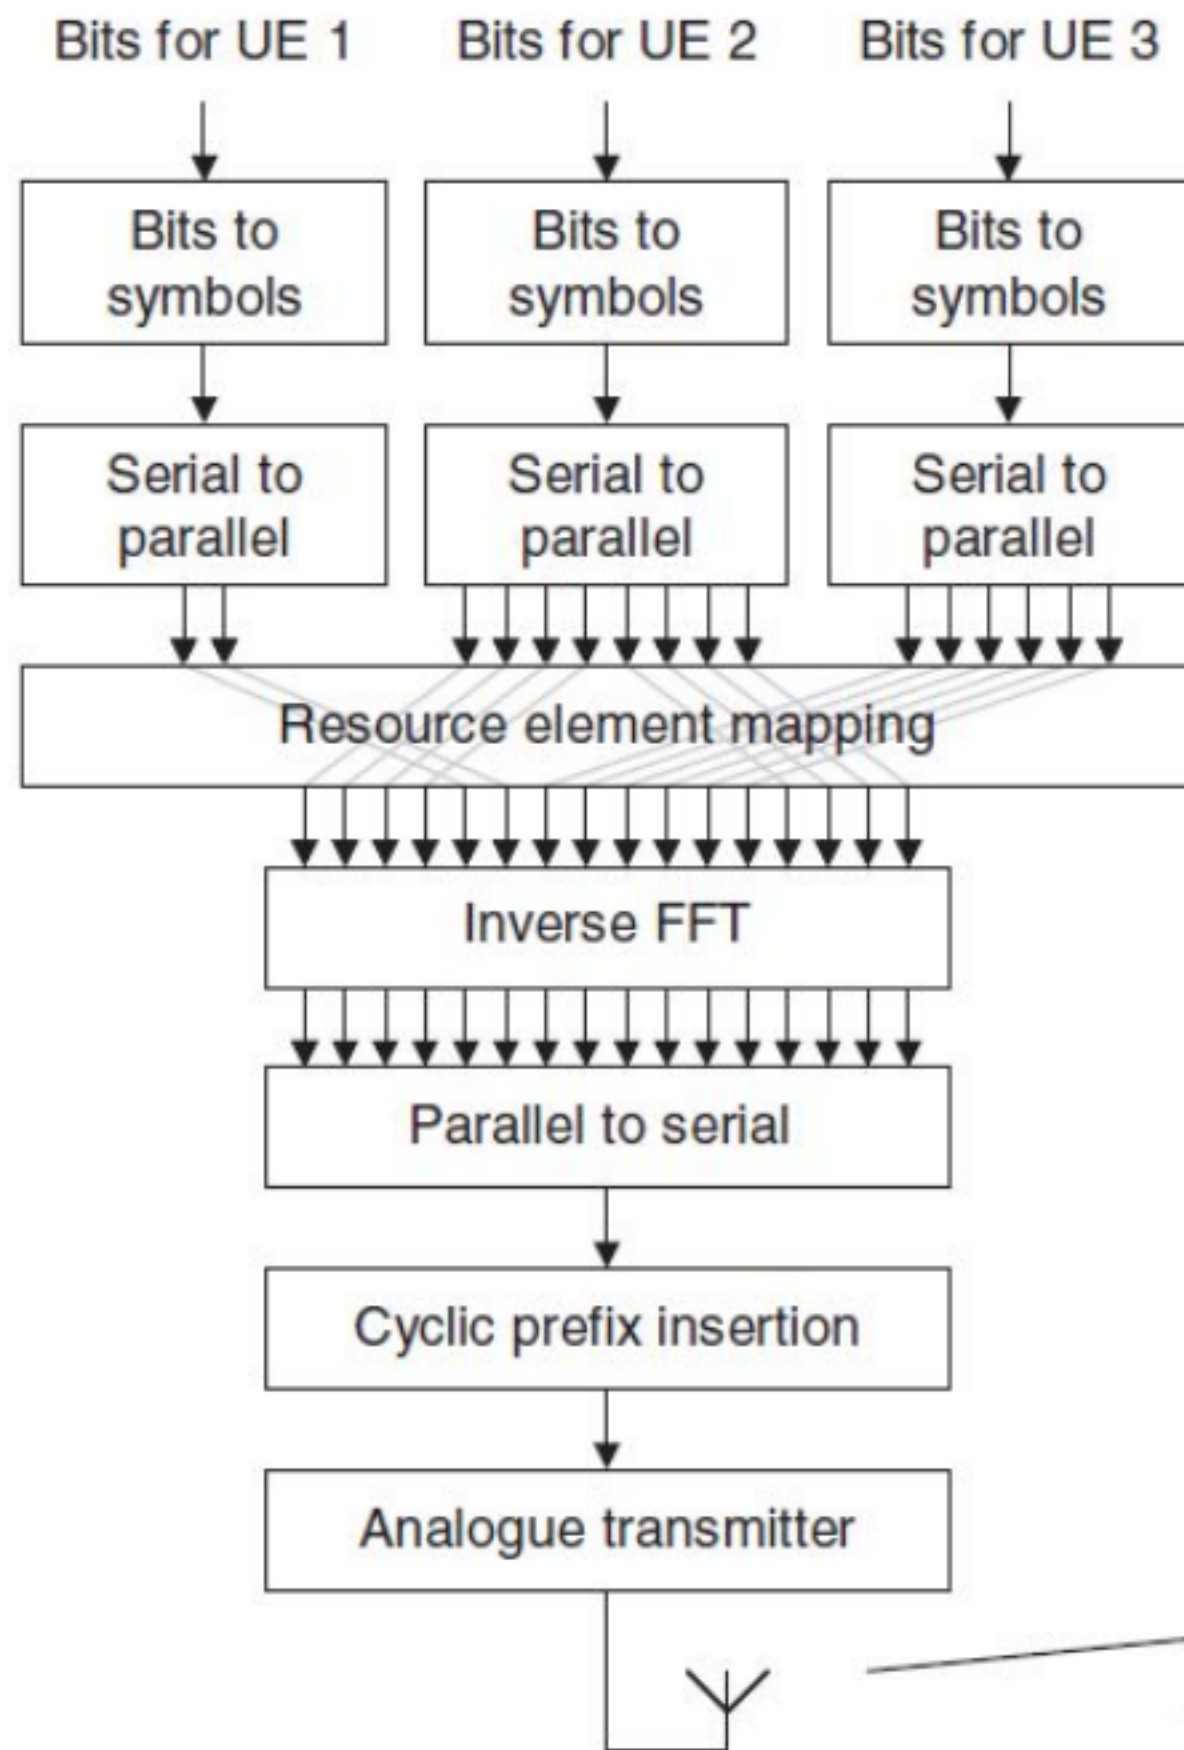 Bits for UE 1
Bits for UE 2
Bits for UE 3
Bits to
symbols
Bits to
symbols
Bits to
symbols
Serial to
parallel
Serial to
parallel
Serial to
parallel
Resource element mapping
Inverse FFT
Parallel to serial
Cyclic prefix insertion
Analogue transmitter